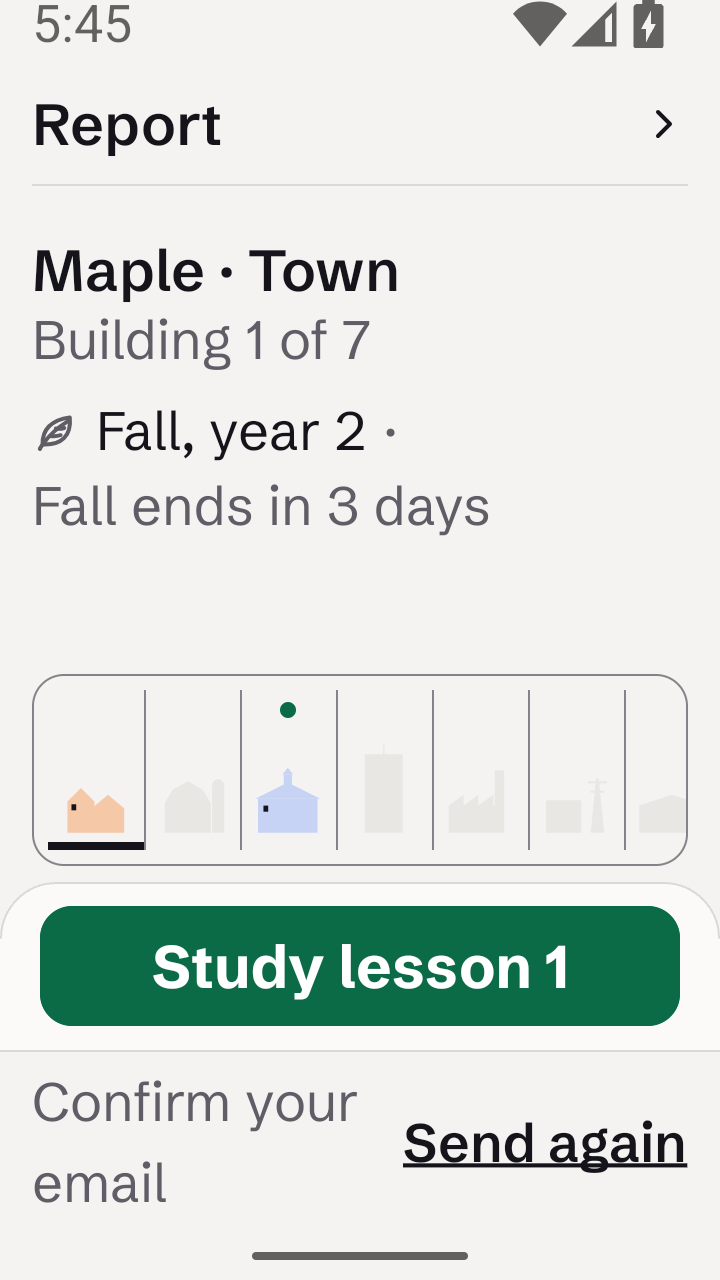 5:45
Report
Maple · Town
Building 1 of 7
Fall, year 2 ·
Fall ends in 3 days
Study lesson 1
Confirm your
email
Send again